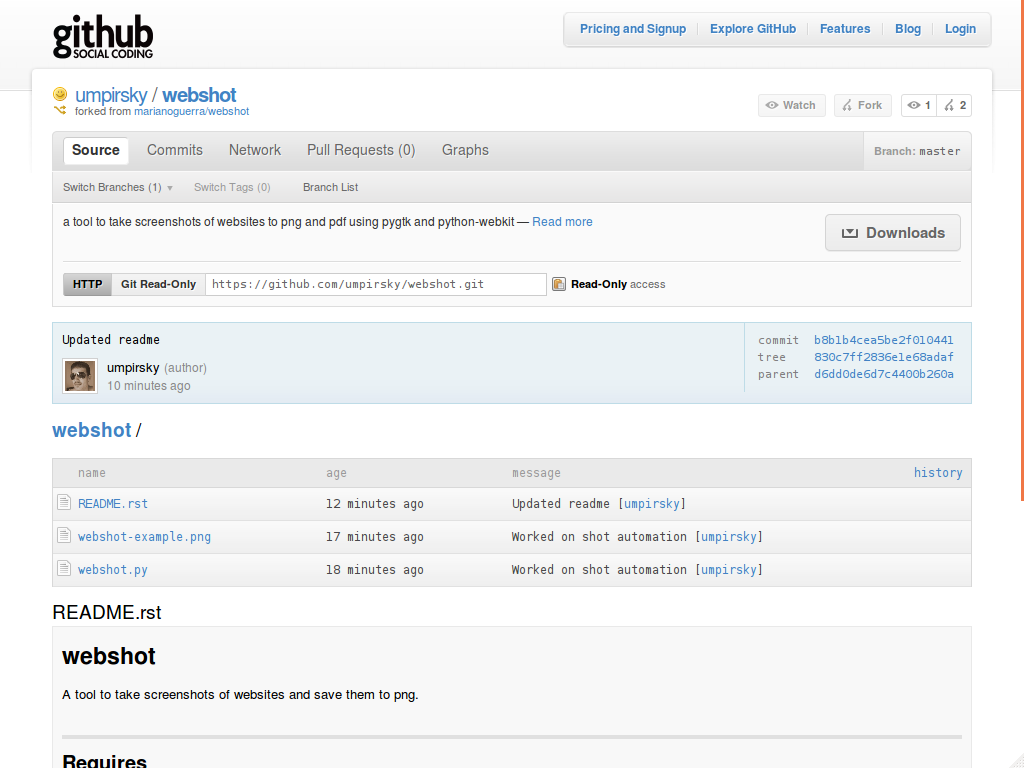 github
SOCIAL CODING
Pricing and Signup Explore GitHub Features Blog Login
umpirsky / webshot
forked from marianoguerra/webshot
Watch Fork 1 2
Source Commits Network Pull Requests (0) Graphs Branch: master
Switch Branches (1) Switch Tags (0) Branch List
a tool to take screenshots of websites to png and pdf using pygtk and python-webkit — Read more
Downloads
HTTP Git Read-Only https://github.com/umpirsky/webshot.git Read-Only access
Updated readme
umpirsky (author)
10 minutes ago
commit b8b1b4cea5be2f010441
tree 830c7ff2836e1e68adaf
parent d6dd0de6d7c4400b260a
webshot /
name age message history
README.rst 12 minutes ago Updated readme [umpirsky]
webshot-example.png 17 minutes ago Worked on shot automation [umpirsky]
webshot.py 18 minutes ago Worked on shot automation [umpirsky]
README.rst
webshot
A tool to take screenshots of websites and save them to png.
Requires